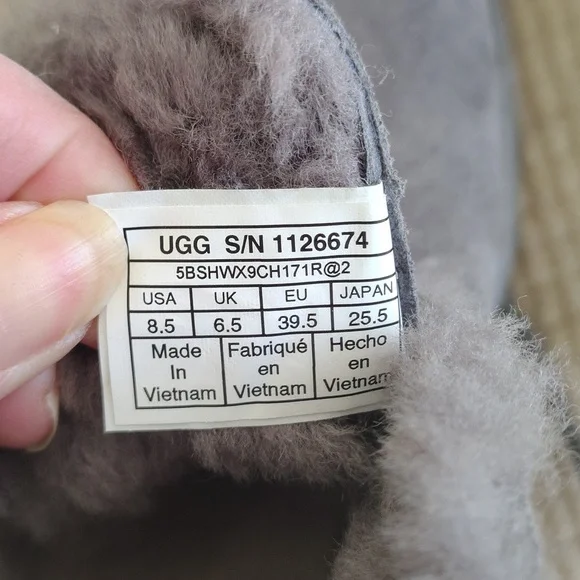 UGG S/N 1126674
5BSHWX9CH171R@2
USA UK EU JAPAN
8.5 6.5 39.5 25.5
Made Fabriqué Hecho
In en en
Vietnam Vietnam Vietnam